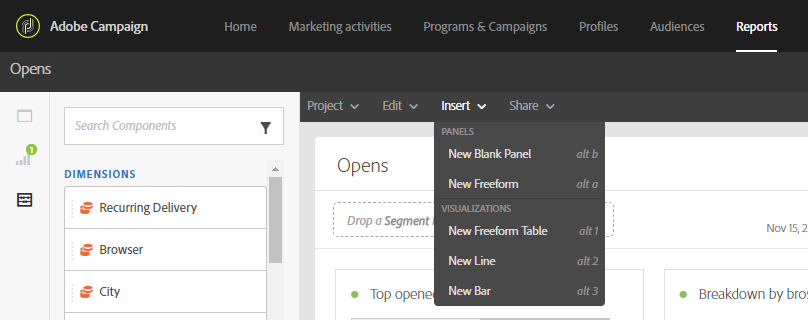 Adobe Campaign Home Marketing activities Programs & Campaigns Profiles Audiences Reports
Opens
Project Edit Insert Share
Search Components
PANELS
New Blank Panel alt b
New Freeform alt a
VISUALIZATIONS
New Freeform Table alt 1
New Line alt 2
New Bar alt 3
1
DIMENSIONS
Recurring Delivery
Browser
City
Opens
Drop a Segment
Nov 15, 2
Top opened
Breakdown by bro